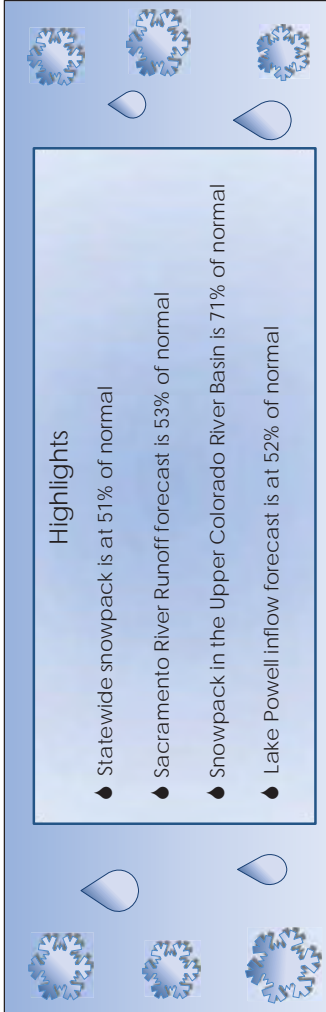 Highlights
Statewide snowpack is at 51% of normal
Sacramento River Runoff forecast is 53% of normal
Snowpack in the Upper Colorado River Basin is 71% of normal
Lake Powell inflow forecast is at 52% of normal